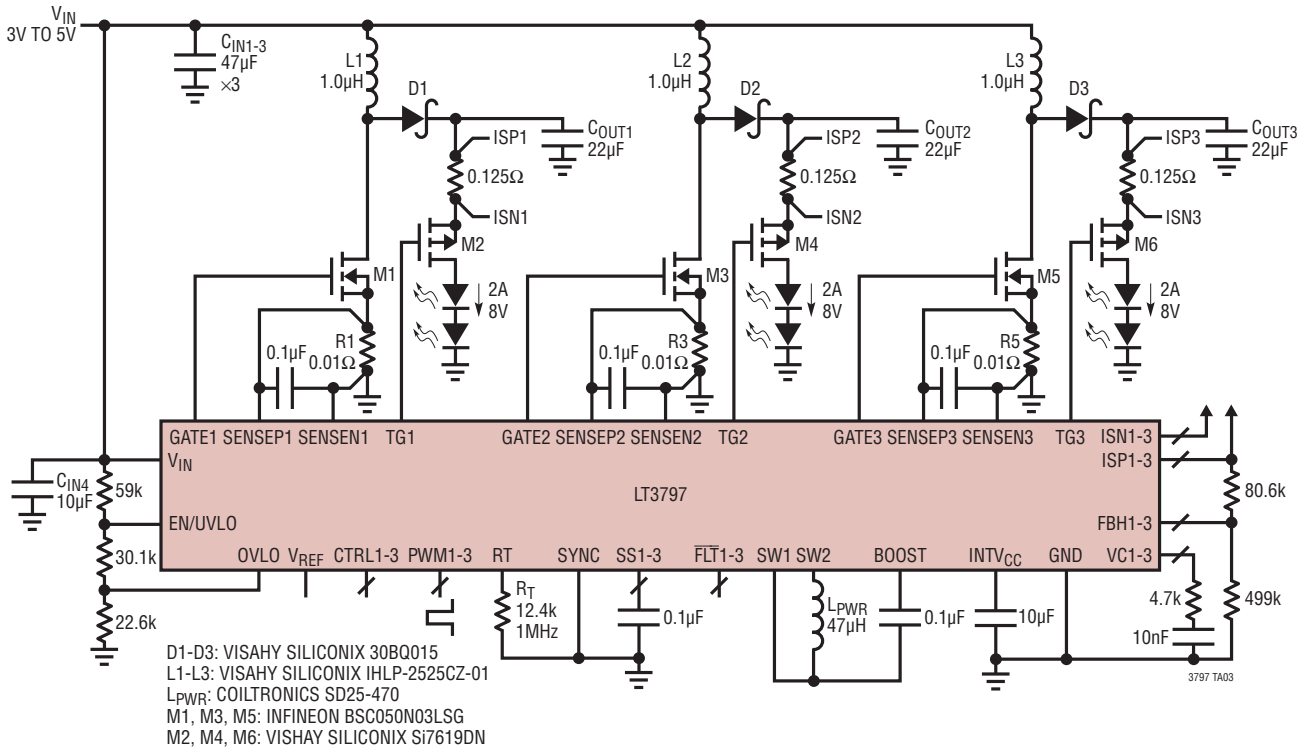 VIN
3V TO 5V
CIN1-3
47µF
×3
L1
1.0µH
D1
ISP1
COUT1
22µF
0.125Ω
ISN1
M2
M1
2A
8V
R1
0.01Ω
0.1µF
L2
1.0µH
D2
ISP2
COUT2
22µF
0.125Ω
ISN2
M4
M3
2A
8V
R3
0.01Ω
0.1µF
L3
1.0µH
D3
ISP3
COUT3
22µF
0.125Ω
ISN3
M6
M5
2A
8V
R5
0.01Ω
0.1µF
GATE1 SENSEP1 SENSEN1 TG1 GATE2 SENSEP2 SENSEN2 TG2 GATE3 SENSEP3 SENSEN3 TG3 ISN1-3
VIN
ISP1-3
CIN4
10µF
59k
LT3797
80.6k
EN/UVLO
FBH1-3
30.1k
OVLO VREF CTRL1-3 PWM1-3 RT SYNC SS1-3 FLT1-3 SW1 SW2 BOOST INTVCC GND VC1-3
22.6k
RT
12.4k
1MHz
0.1µF
LPWR
47µH
0.1µF
10µF
4.7k
499k
10nF
3797 TA03
D1-D3: VISAHY SILICONIX 30BQ015
L1-L3: VISAHY SILICONIX IHLP-2525CZ-01
LPWR: COILTRONICS SD25-470
M1, M3, M5: INFINEON BSC050N03LSG
M2, M4, M6: VISHAY SILICONIX Si7619DN